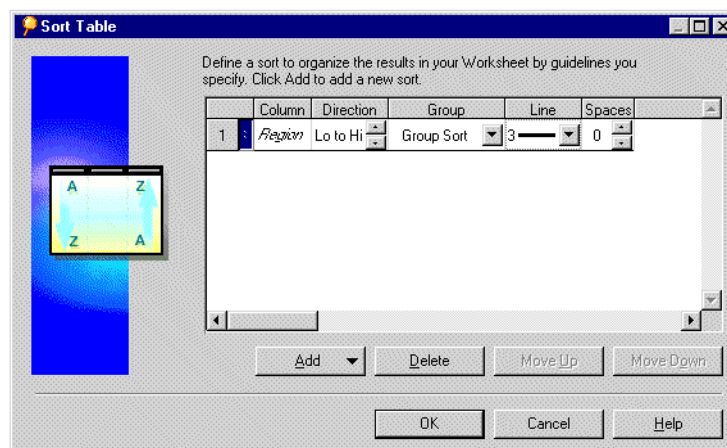 Sort Table
Define a sort to organize the results in your Worksheet by guidelines you
specify. Click Add to add a new sort.
Column Direction Group Line Spaces
1 Region Lo to Hi Group Sort 3 0
A Z
Z A
Add Delete Move Up Move Down
OK Cancel Help